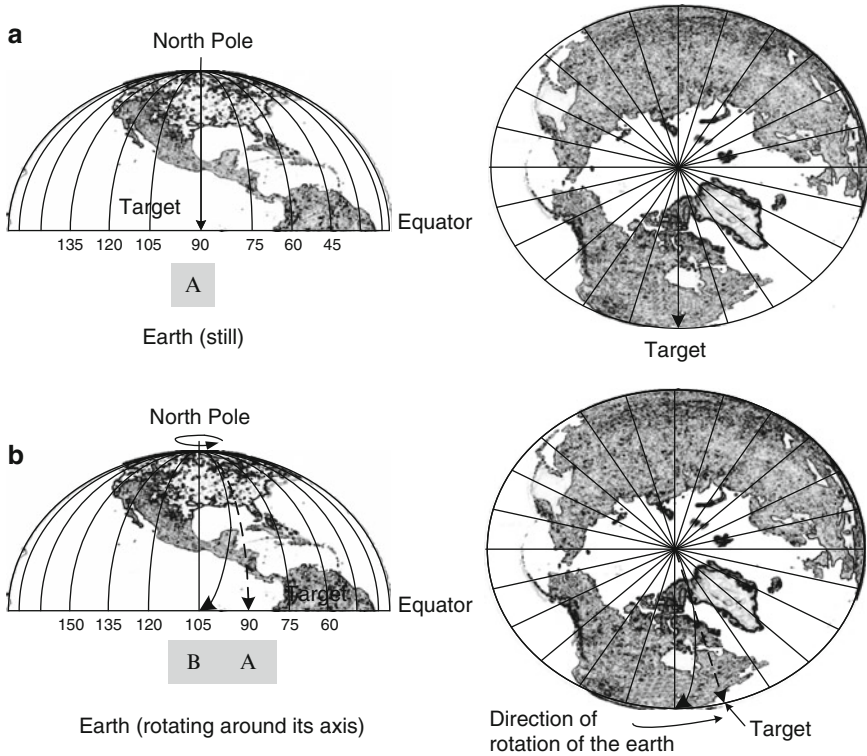 a
North Pole
Target
Equator
135 120 105 90 75 60 45
A
Earth (still)
Target
b
North Pole
Target
Equator
150 135 120 105 90 75 60
B A
Earth (rotating around its axis)
Direction of
rotation of the earth
Target